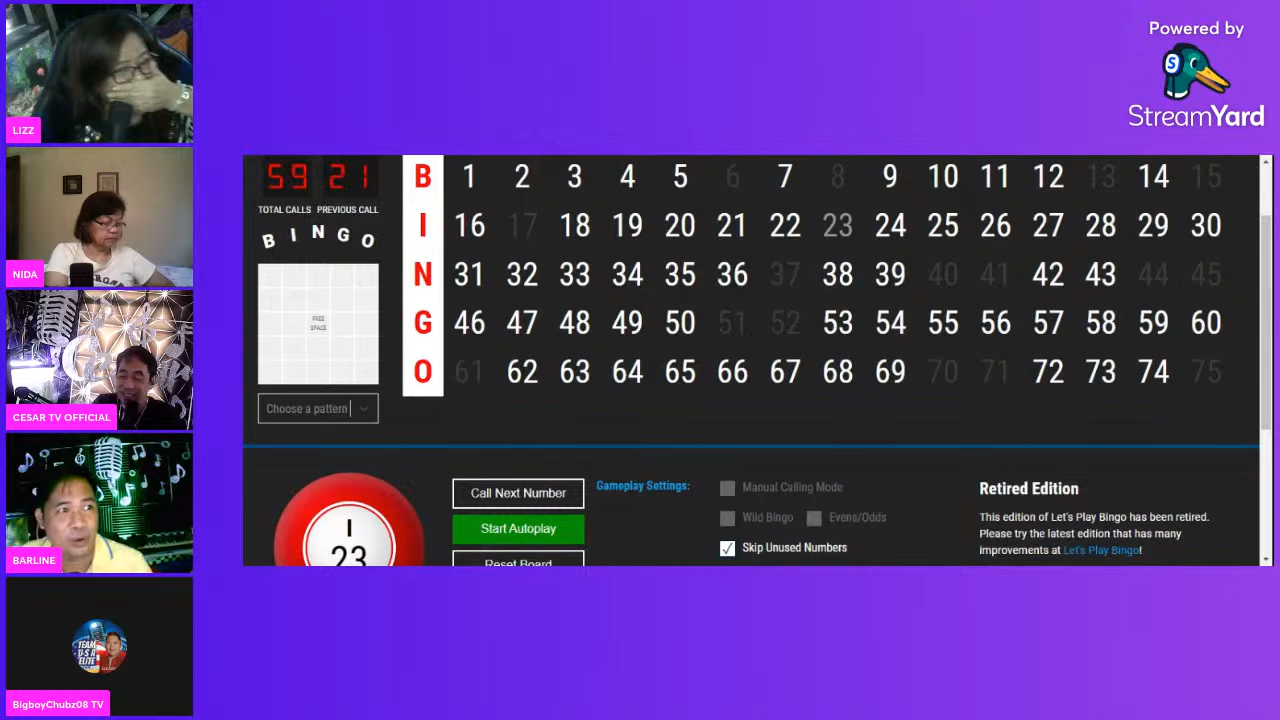 Powered by
StreamYard
LIZZ
NIDA
CESAR TV OFFICIAL
BARLINE
TEAM
U-S A
ELITE
BigboyChubz08 TV
59 21
TOTAL CALLS PREVIOUS CALL
B I N G O
FREE
SPACE
Choose a pattern
B 1 2 3 4 5 6 7 8 9 10 11 12 13 14 15
I 16 17 18 19 20 21 22 23 24 25 26 27 28 29 30
N 31 32 33 34 35 36 37 38 39 40 41 42 43 44 45
G 46 47 48 49 50 51 52 53 54 55 56 57 58 59 60
O 61 62 63 64 65 66 67 68 69 70 71 72 73 74 75
I
23
Call Next Number
Start Autoplay
Reset Board
Gameplay Settings:
Manual Calling Mode
Wild Bingo Evens/Odds
Skip Unused Numbers
Retired Edition
This edition of Let's Play Bingo has been retired.
Please try the latest edition that has many
improvements at Let's Play Bingo!